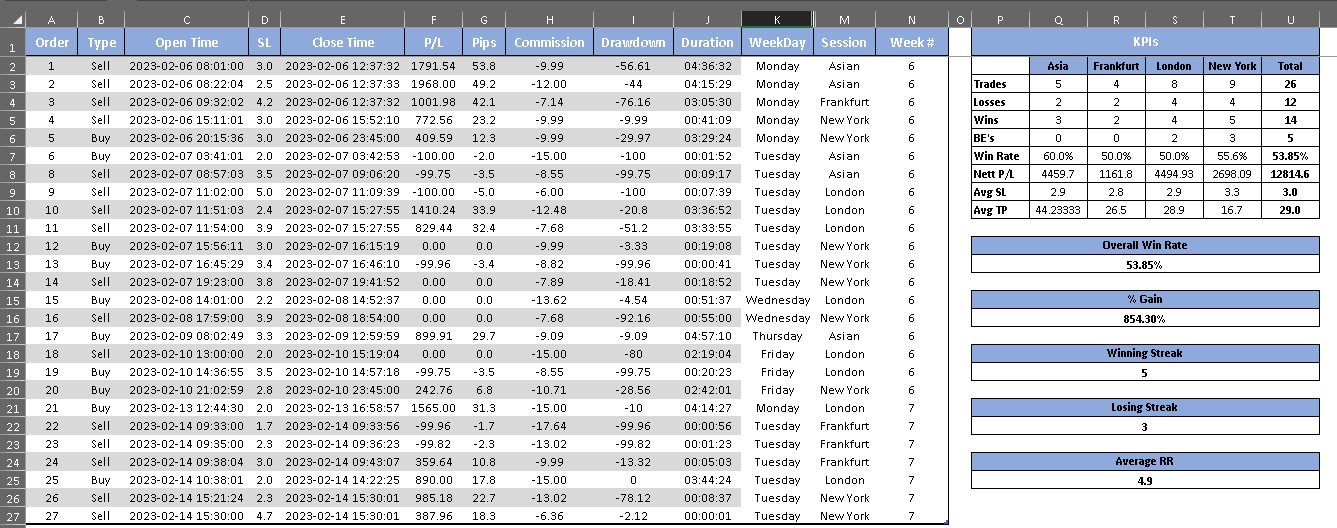 A B C D E F G H I J K M N O P Q R S T U
1 Order Type Open Time SL Close Time P/L Pips Commission Drawdown Duration WeekDay Session Week # KPIs
2 1 Sell 2023-02-06 08:01:00 3.0 2023-02-06 12:37:32 1791.54 53.8 -9.99 -56.61 04:36:32 Monday Asian 6 Asia Frankfurt London New York Total
3 2 Sell 2023-02-06 08:22:04 2.5 2023-02-06 12:37:33 1968.00 49.2 -12.00 -44 04:15:29 Monday Asian 6 Trades 5 4 8 9 26
4 3 Sell 2023-02-06 09:32:02 4.2 2023-02-06 12:37:32 1001.98 42.1 -7.14 -76.16 03:05:30 Monday Frankfurt 6 Losses 2 2 4 4 12
5 4 Sell 2023-02-06 15:11:01 3.0 2023-02-06 15:52:10 772.56 23.2 -9.99 -9.99 00:41:09 Monday New York 6 Wins 3 2 4 5 14
6 5 Buy 2023-02-06 20:15:36 3.0 2023-02-06 23:45:00 409.59 12.3 -9.99 -29.97 03:29:24 Monday New York 6 BE's 0 0 2 3 5
7 6 Buy 2023-02-07 03:41:01 2.0 2023-02-07 03:42:53 -100.00 -2.0 -15.00 -100 00:01:52 Tuesday Asian 6 Win Rate 60.0% 50.0% 50.0% 55.6% 53.85%
8 8 Sell 2023-02-07 08:57:03 3.5 2023-02-07 09:06:20 -99.75 -3.5 -8.55 -99.75 00:09:17 Tuesday Asian 6 Nett P/L 4459.7 1161.8 4494.93 2698.09 12814.6
9 9 Sell 2023-02-07 11:02:00 5.0 2023-02-07 11:09:39 -100.00 -5.0 -6.00 -100 00:07:39 Tuesday London 6 Avg SL 2.9 2.8 2.9 3.3 3.0
10 10 Sell 2023-02-07 11:51:03 2.4 2023-02-07 15:27:55 1410.24 33.9 -12.48 -20.8 03:36:52 Tuesday London 6 Avg TP 44.23333 26.5 28.9 16.7 29.0
11 11 Sell 2023-02-07 11:54:00 3.9 2023-02-07 15:27:55 829.44 32.4 -7.68 -51.2 03:33:55 Tuesday London 6
12 12 Buy 2023-02-07 15:56:11 3.0 2023-02-07 16:15:19 0.00 0.0 -9.99 -3.33 00:19:08 Tuesday New York 6 Overall Win Rate
13 13 Buy 2023-02-07 16:45:29 3.4 2023-02-07 16:46:10 -99.96 -3.4 -8.82 -99.96 00:00:41 Tuesday New York 6 53.85%
14 14 Sell 2023-02-07 19:23:00 3.8 2023-02-07 19:41:52 0.00 0.0 -7.89 -18.41 00:18:52 Tuesday New York 6
15 15 Buy 2023-02-08 14:01:00 2.2 2023-02-08 14:52:37 0.00 0.0 -13.62 -4.54 00:51:37 Wednesday London 6 % Gain
16 16 Sell 2023-02-08 17:59:00 3.9 2023-02-08 18:54:00 0.00 0.0 -7.68 -92.16 00:55:00 Wednesday New York 6 854.30%
17 17 Buy 2023-02-09 08:02:49 3.3 2023-02-09 12:59:59 899.91 29.7 -9.09 -9.09 04:57:10 Thursday Asian 6
18 18 Sell 2023-02-10 13:00:00 2.0 2023-02-10 15:19:04 0.00 0.0 -15.00 -80 02:19:04 Friday London 6 Winning Streak
19 19 Buy 2023-02-10 14:36:55 3.5 2023-02-10 14:57:18 -99.75 -3.5 -8.55 -99.75 00:20:23 Friday London 6 5
20 20 Buy 2023-02-10 21:02:59 2.8 2023-02-10 23:45:00 242.76 6.8 -10.71 -28.56 02:42:01 Friday New York 6
21 21 Buy 2023-02-13 12:44:30 2.0 2023-02-13 16:58:57 1565.00 31.3 -15.00 -10 04:14:27 Monday London 7 Losing Streak
22 22 Sell 2023-02-14 09:33:00 1.7 2023-02-14 09:33:56 -99.96 -1.7 -17.64 -99.96 00:00:56 Tuesday Frankfurt 7 3
23 23 Sell 2023-02-14 09:35:00 2.3 2023-02-14 09:36:23 -99.82 -2.3 -13.02 -99.82 00:01:23 Tuesday Frankfurt 7
24 24 Sell 2023-02-14 09:38:04 3.0 2023-02-14 09:43:07 359.64 10.8 -9.99 -13.32 00:05:03 Tuesday Frankfurt 7 Average RR
25 25 Buy 2023-02-14 10:38:01 2.0 2023-02-14 14:22:25 890.00 17.8 -15.00 0 03:44:24 Tuesday London 7 4.9
26 26 Sell 2023-02-14 15:21:24 2.3 2023-02-14 15:30:01 985.18 22.7 -13.02 -78.12 00:08:37 Tuesday New York 7
27 27 Sell 2023-02-14 15:30:00 4.7 2023-02-14 15:30:01 387.96 18.3 -6.36 -2.12 00:00:01 Tuesday New York 7